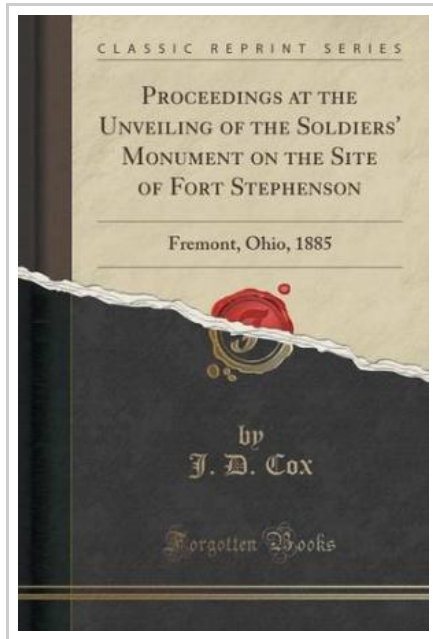 CLASSIC REPRINT SERIES
PROCEEDINGS AT THE
UNVEILING OF THE SOLDIERS'
MONUMENT ON THE SITE
OF FORT STEPHENSON
Fremont, Ohio, 1885
by
J. D. Cox
Forgotten Books